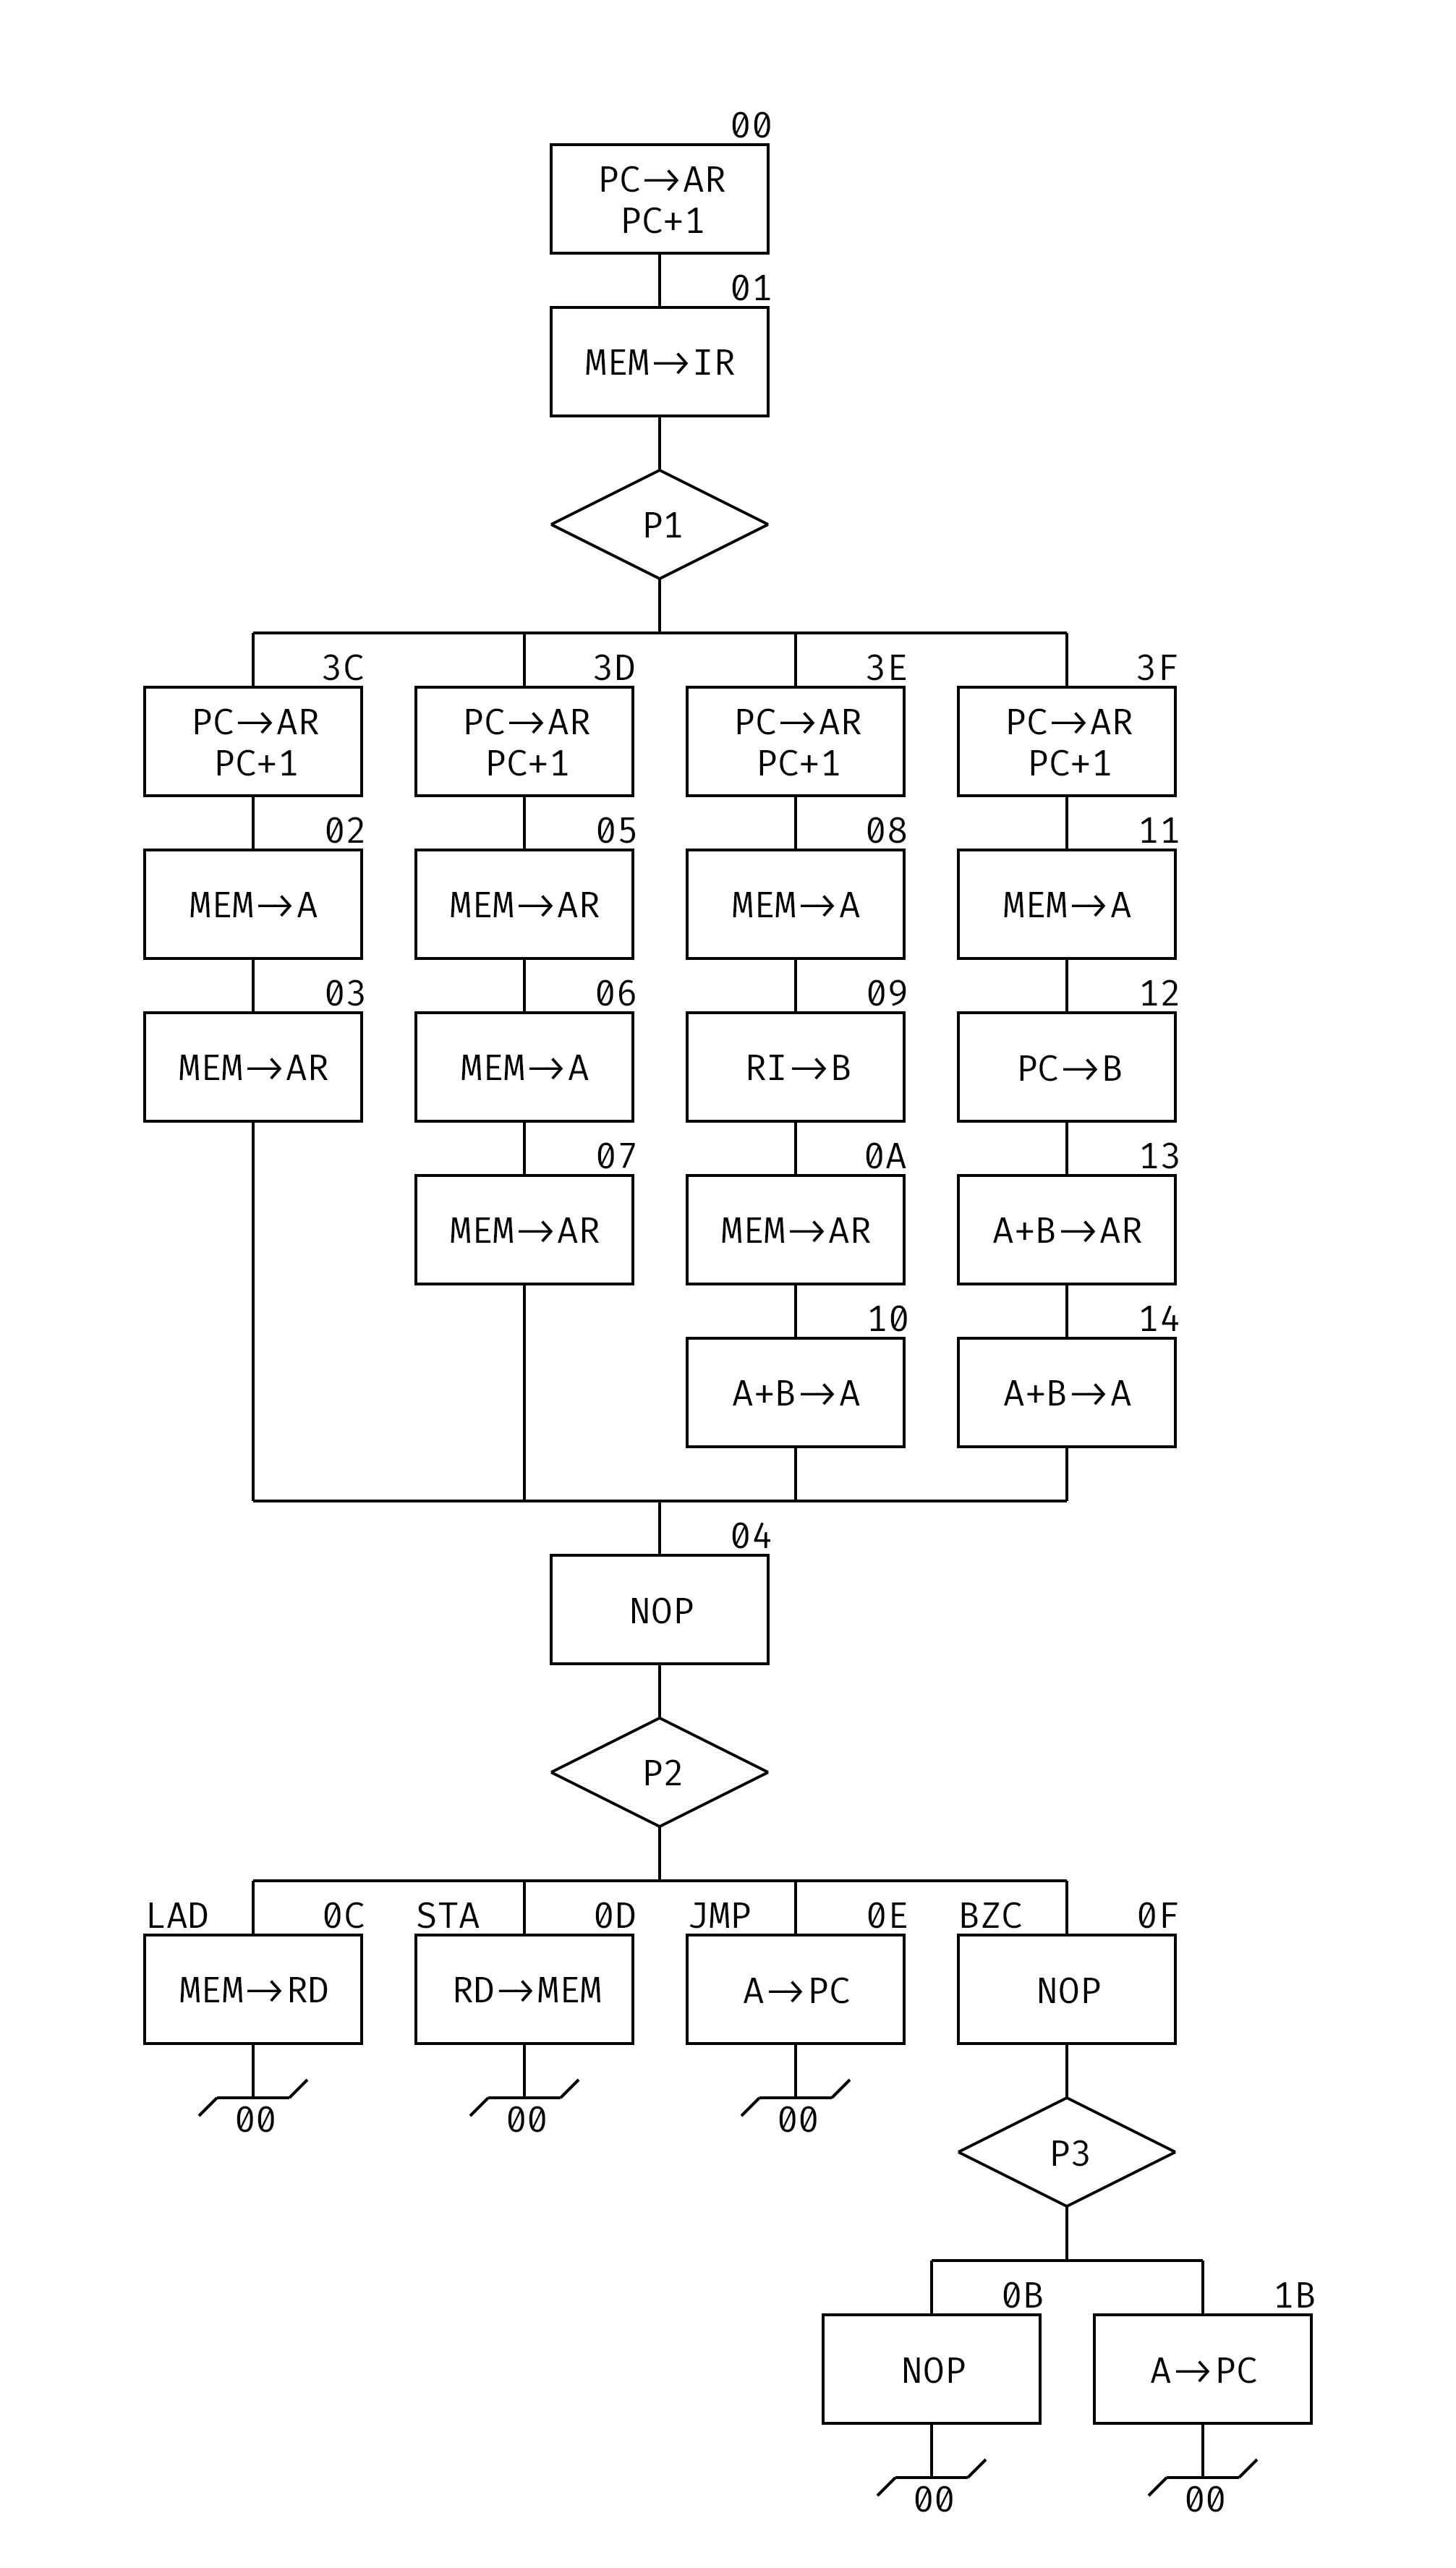 00
PC→AR
PC+1
01
MEM→IR
P1
3C 3D 3E 3F
PC→AR PC→AR PC→AR PC→AR
PC+1 PC+1 PC+1 PC+1
02 05 08 11
MEM→A MEM→AR MEM→A MEM→A
03 06 09 12
MEM→AR MEM→A RI→B PC→B
07 0A 13
MEM→AR MEM→AR A+B→AR
10 14
A+B→A A+B→A
04
NOP
P2
LAD 0C STA 0D JMP 0E BZC 0F
MEM→RD RD→MEM A→PC NOP
00 00 00
P3
0B 1B
NOP A→PC
00 00